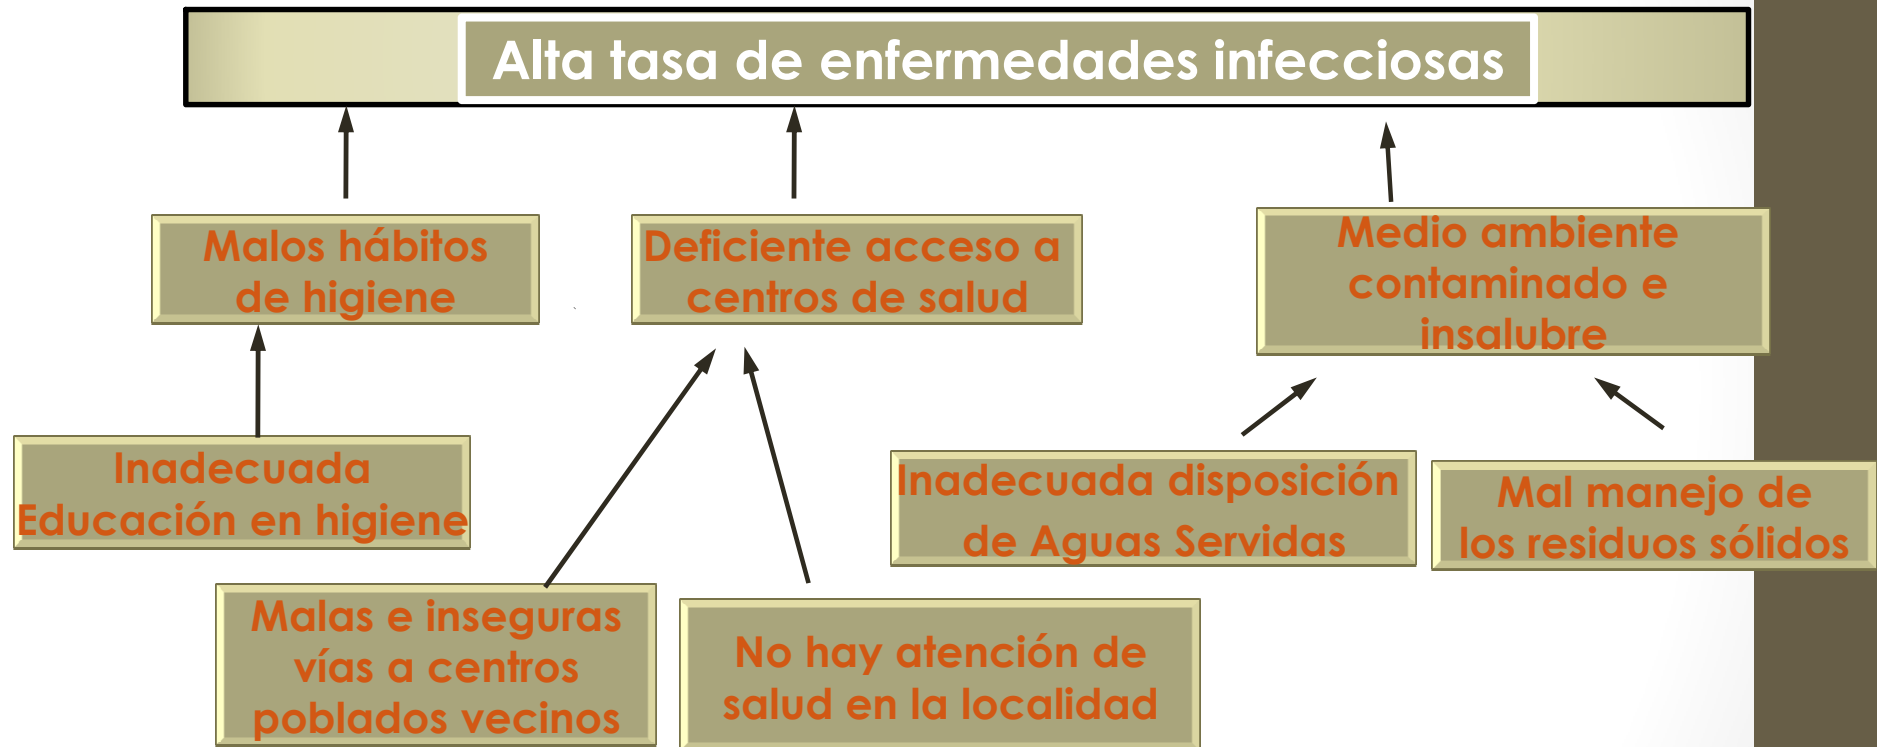 Alta tasa de enfermedades infecciosas
Malos hábitos
de higiene
Deficiente acceso a
centros de salud
Medio ambiente
contaminado e
insalubre
Inadecuada
Educación en higiene
Inadecuada disposición
de Aguas Servidas
Mal manejo de
los residuos sólidos
Malas e inseguras
vías a centros
poblados vecinos
No hay atención de
salud en la localidad